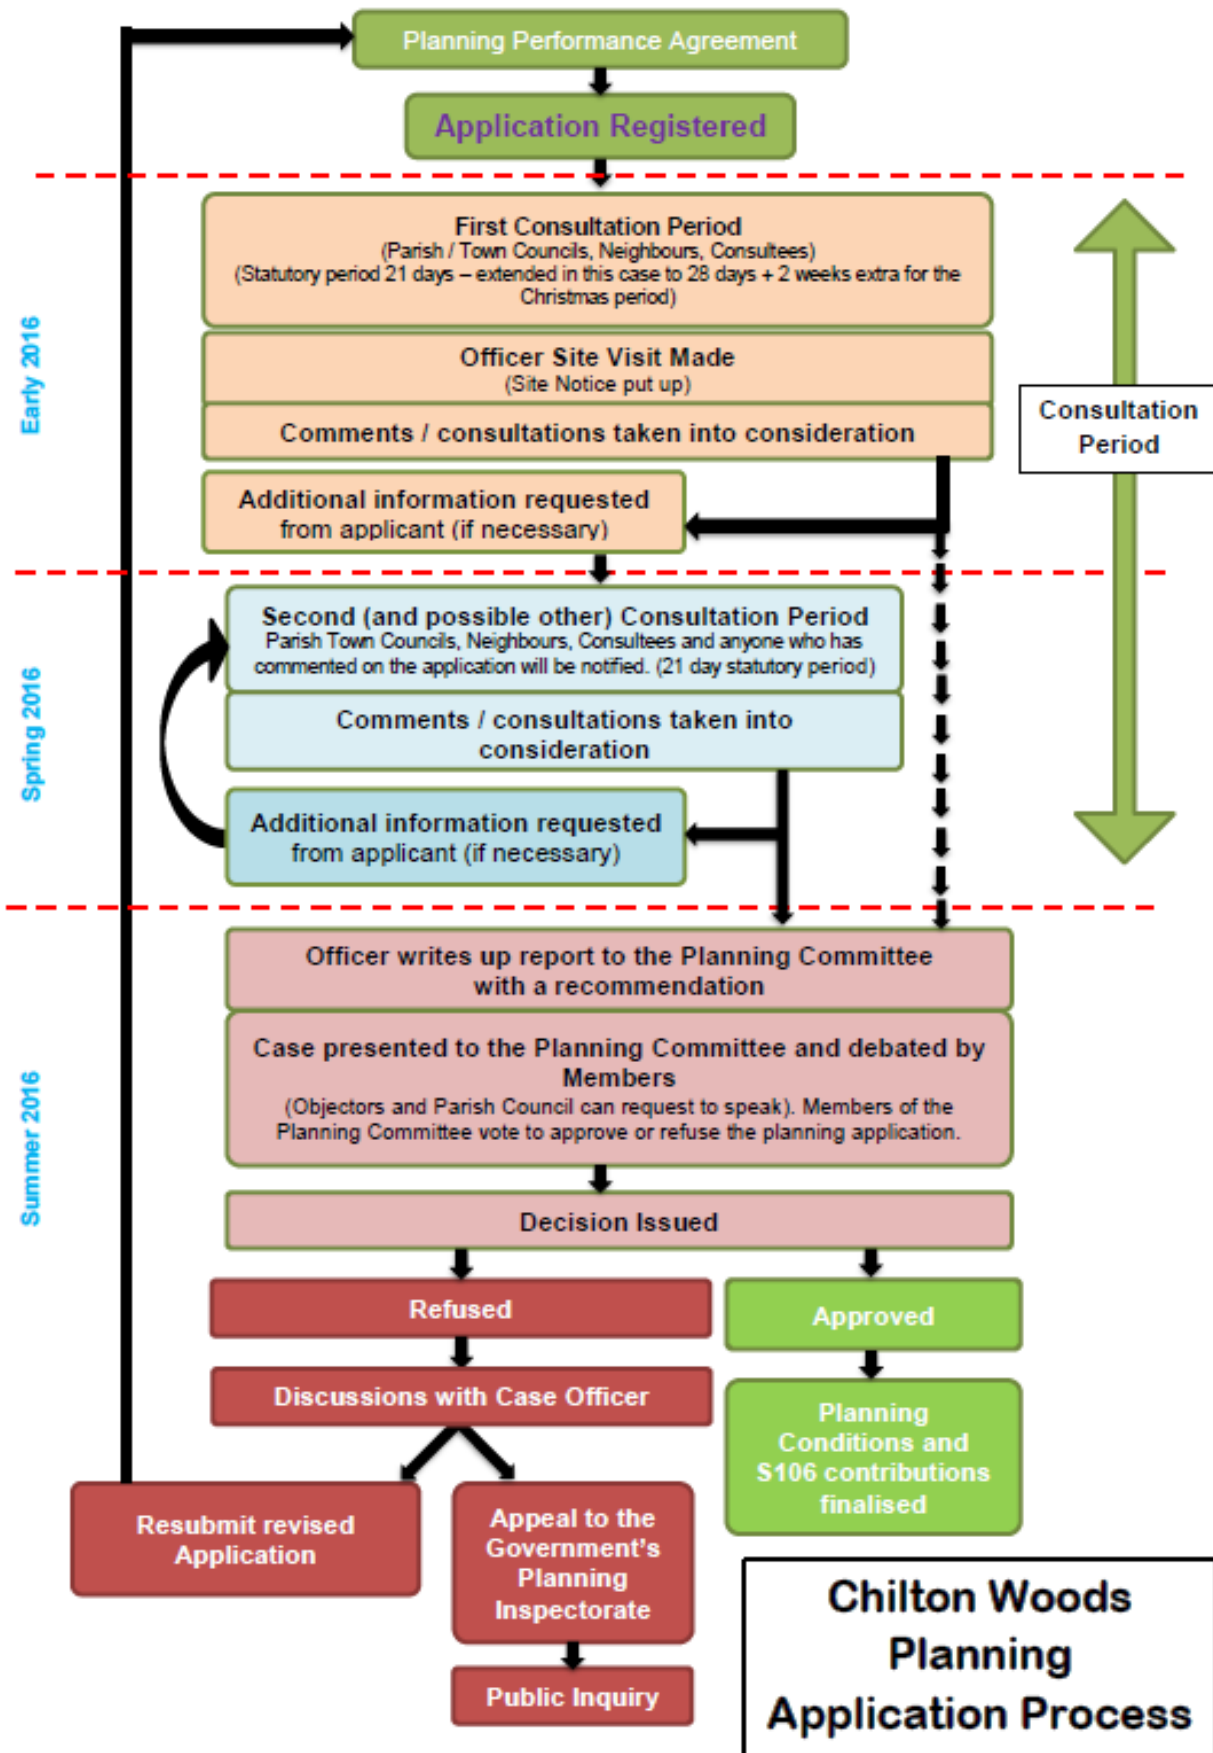 Planning Performance Agreement
Application Registered
Early 2016
First Consultation Period
(Parish / Town Councils, Neighbours, Consultees)
(Statutory period 21 days – extended in this case to 28 days + 2 weeks extra for the
Christmas period)
Officer Site Visit Made
(Site Notice put up)
Comments / consultations taken into consideration
Additional information requested
from applicant (if necessary)
Consultation
Period
Spring 2016
Second (and possible other) Consultation Period
Parish Town Councils, Neighbours, Consultees and anyone who has
commented on the application will be notified. (21 day statutory period)
Comments / consultations taken into
consideration
Additional information requested
from applicant (if necessary)
Summer 2016
Officer writes up report to the Planning Committee
with a recommendation
Case presented to the Planning Committee and debated by
Members
(Objectors and Parish Council can request to speak). Members of the
Planning Committee vote to approve or refuse the planning application.
Decision Issued
Refused
Approved
Discussions with Case Officer
Planning
Conditions and
S106 contributions
finalised
Resubmit revised
Application
Appeal to the
Government's
Planning
Inspectorate
Public Inquiry
Chilton Woods
Planning
Application Process